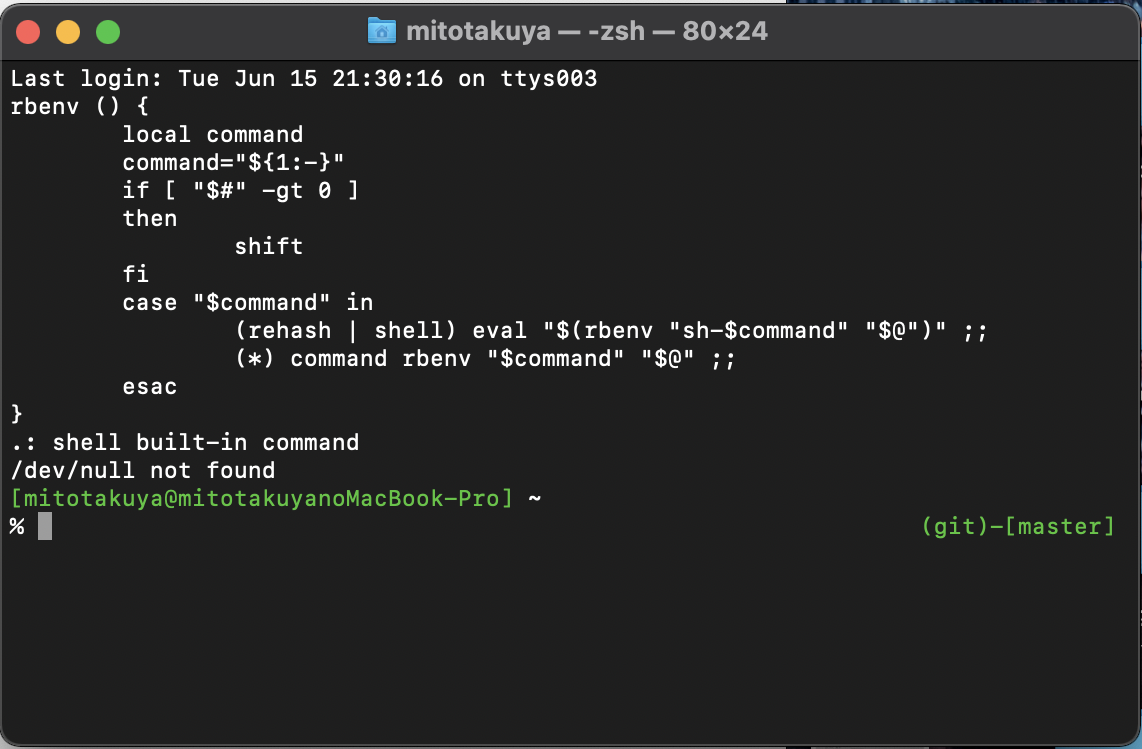 mitotakuya — -zsh — 80×24
Last login: Tue Jun 15 21:30:16 on ttys003
rbenv () {
        local command
        command="${1:-}"
        if [ "$#" -gt 0 ]
        then
                shift
        fi
        case "$command" in
                (rehash | shell) eval "$(rbenv "sh-$command" "$@")" ;;
                (*) command rbenv "$command" "$@" ;;
        esac
}
.: shell built-in command
/dev/null not found
[mitotakuya@mitotakuyanoMacBook-Pro] ~
% (git)-[master]